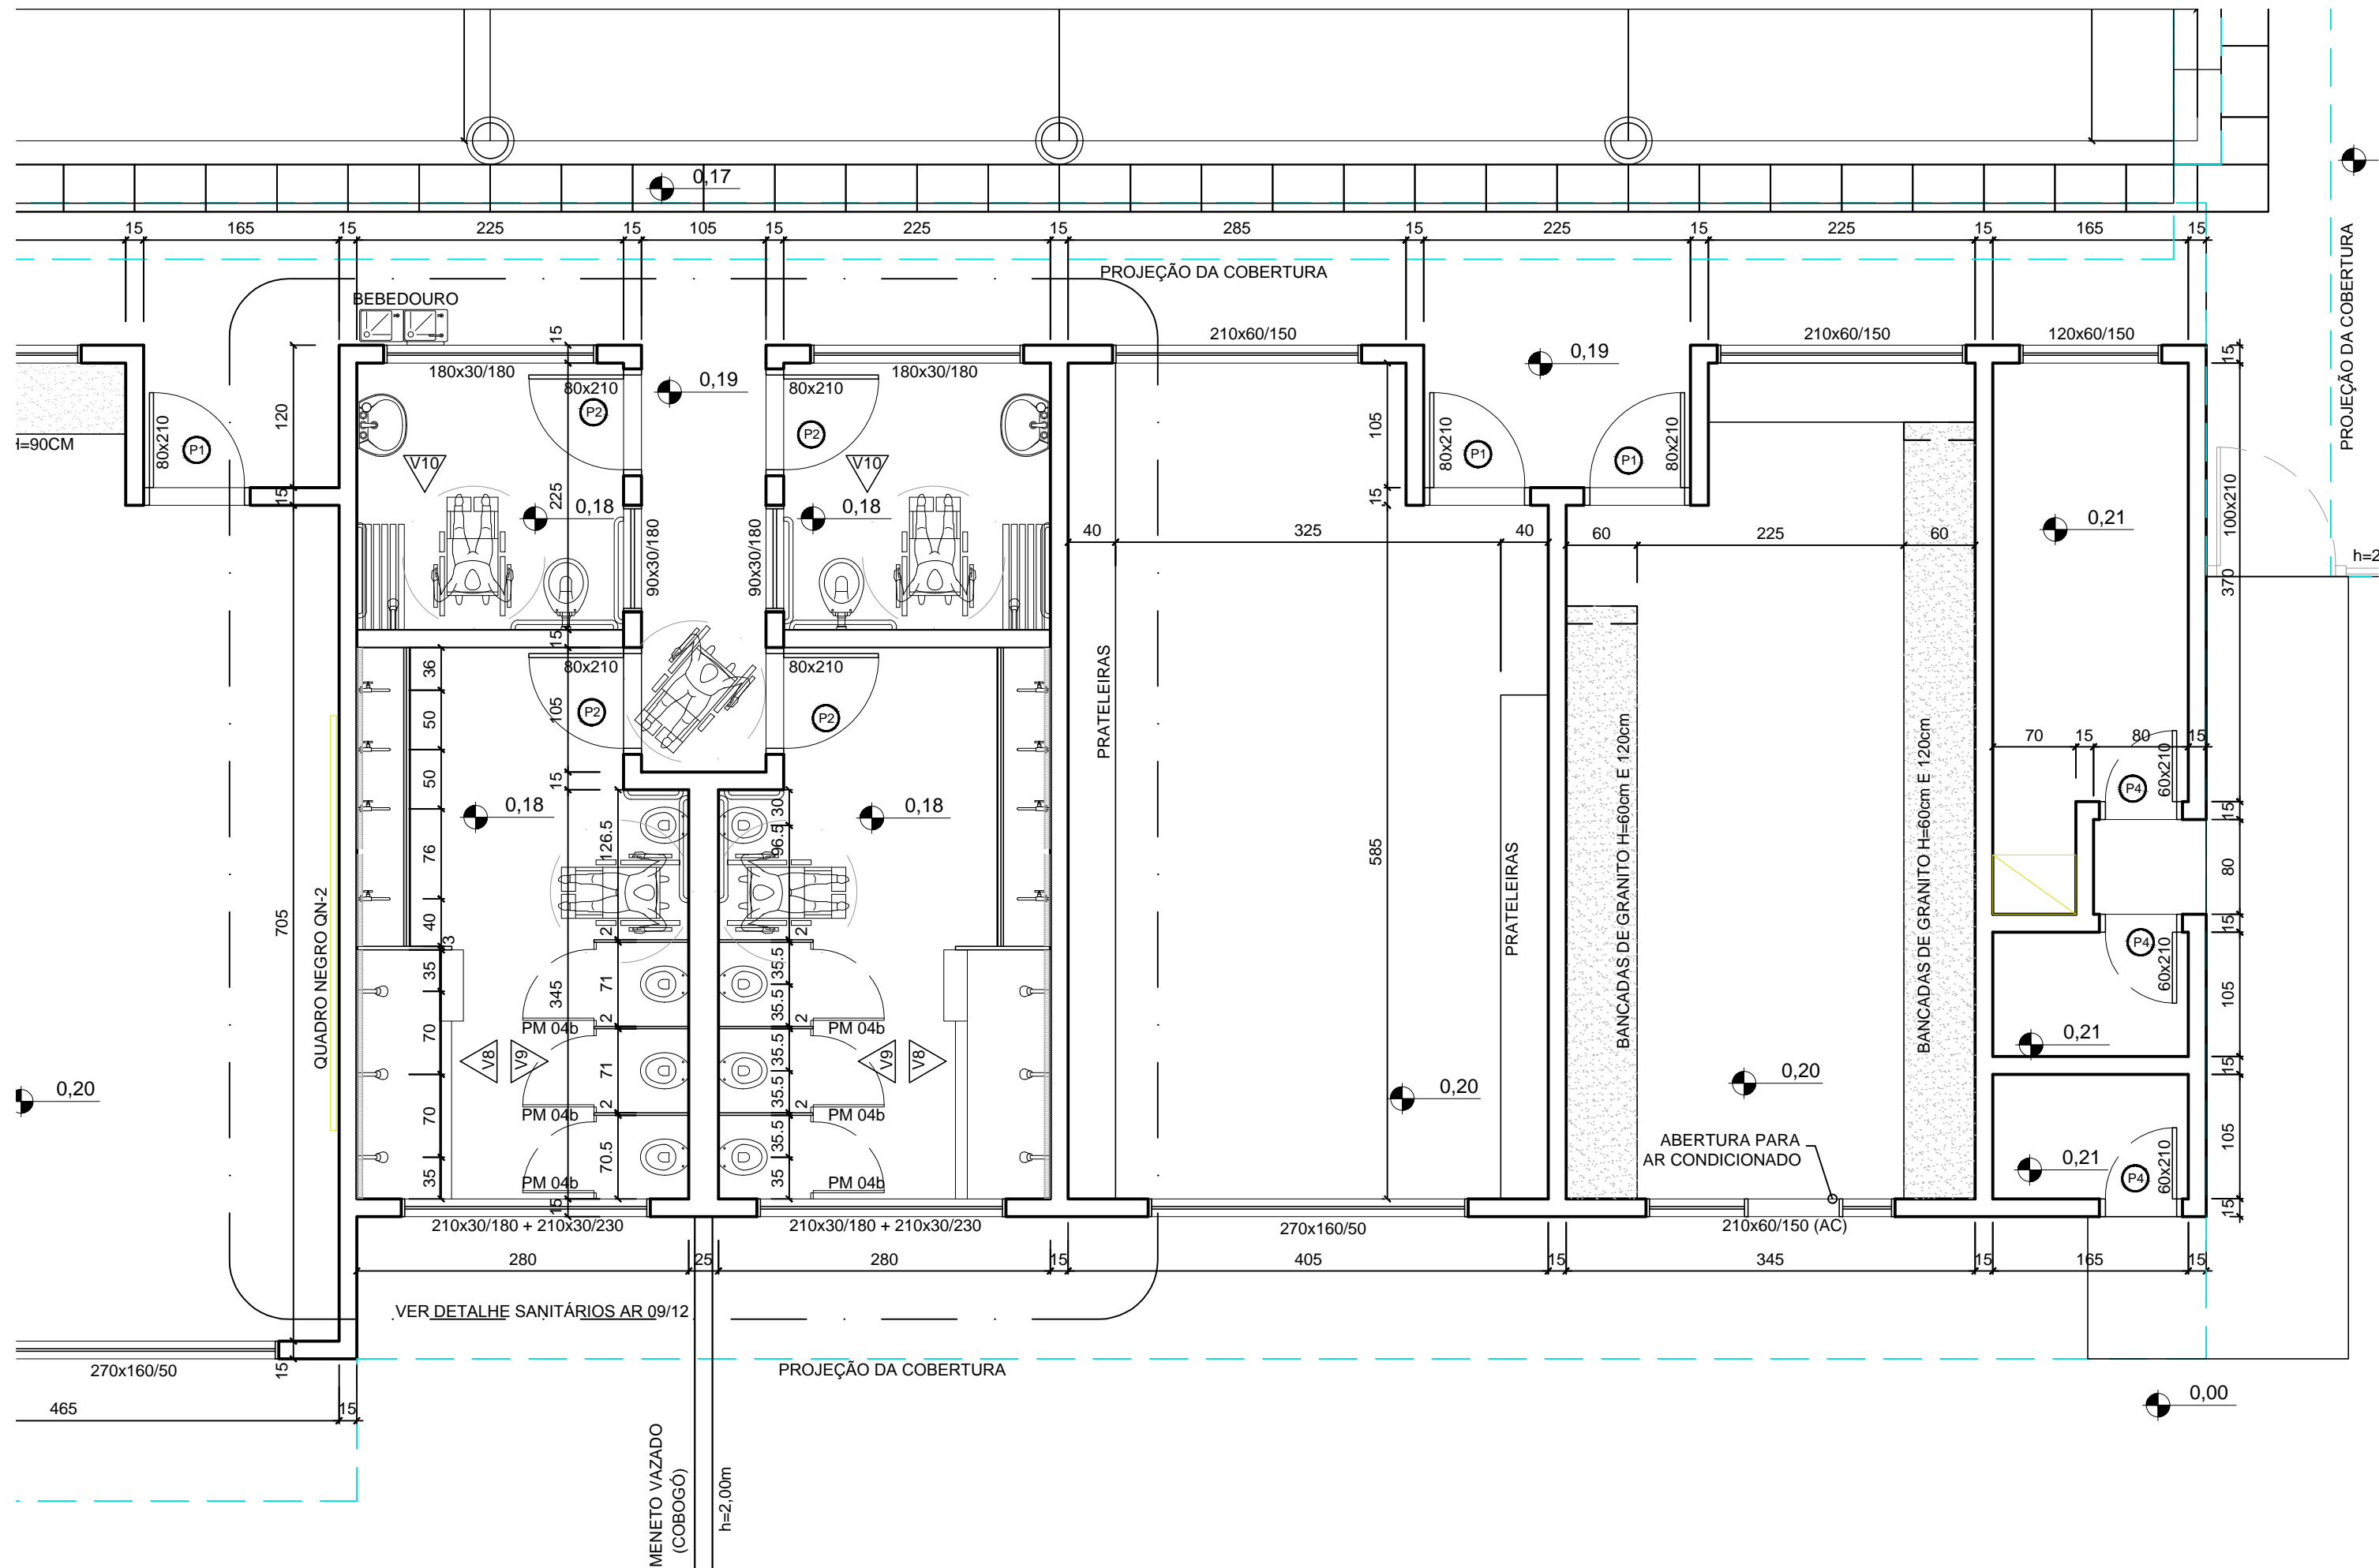 0,17
15 165 15 225 15 105 15 225 15 285 15 225 15 225 15 165 15
PROJEÇÃO DA COBERTURA
PROJEÇÃO DA COBERTURA
BEBEDOURO
15
210x60/150
210x60/150
120x60/150
180x30/180
180x30/180
0,19
0,19
15
80x210
80x210
P2
P2
120
H=90CM
80x210
P1
V10
V10
105
80x210
P1
P1
80x210
100x210
h=2
370
15
225
0,18
0,18
15
0,21
90x30/180
90x30/180
40 325 40
60 225 60
15
36
80x210
80x210
P2
P2
105
50
50
15
PRATELEIRAS
BANCADAS DE GRANITO H=60cm E 120cm
BANCADAS DE GRANITO H=60cm E 120cm
70 15 80 15
60x210
P4
15
0,18
0,18
30
126.5
96.5
76
80
585
PRATELEIRAS
QUADRO NEGRO QN-2
705
40
3
2
2
15
P4
60x210
35
345
71
35.5
35.5
105
2
2
PM 04b
PM 04b
70
V8
V9
V9
V8
71
35.5
35.5
0,21
15
0,20
0,20
0,20
2
2
PM 04b
PM 04b
70
70.5
35.5
35
35
ABERTURA PARA
AR CONDICIONADO
0,21
105
P4
60x210
PM 04b
PM 04b
15
15
210x30/180 + 210x30/230
210x30/180 + 210x30/230
270x160/50
210x60/150 (AC)
280 25 280 15 405 15 345 15 165 15
VER DETALHE SANITÁRIOS AR 09/12
270x160/50
15
PROJEÇÃO DA COBERTURA
465 15
0,00
MENETO VAZADO
(COBOGÓ)
h=2,00m